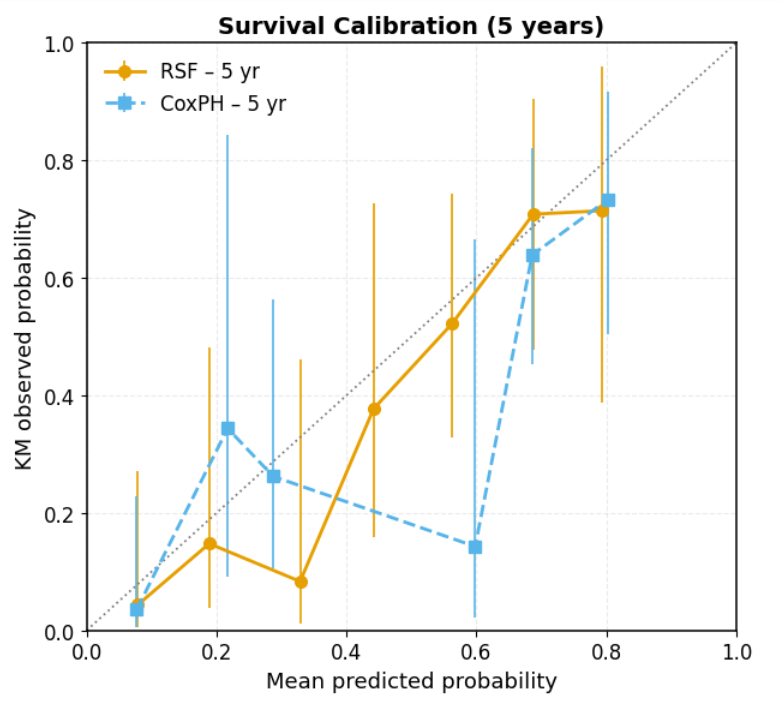 Survival Calibration (5 years)
RSF – 5 yr
CoxPH – 5 yr
KM observed probability
1.0
0.8
0.6
0.4
0.2
0.0
0.0 0.2 0.4 0.6 0.8 1.0
Mean predicted probability